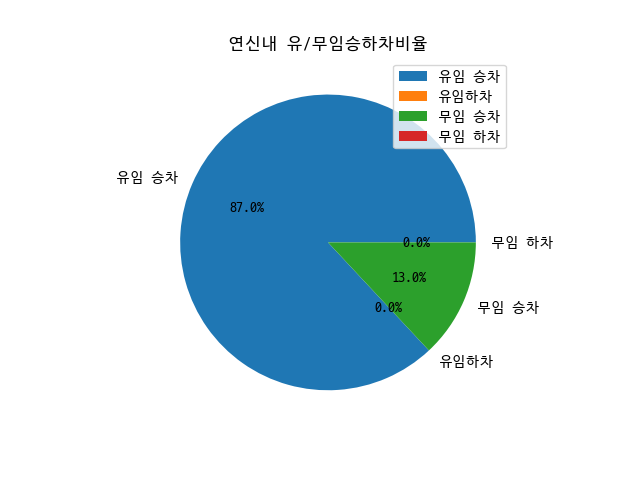 연신내 유/무임승하차비율
유임 승차
유임하차
무임 승차
무임 하차
유임 승차
87.0%
0.0%
무임 하차
13.0%
무임 승차
0.0%
유임하차